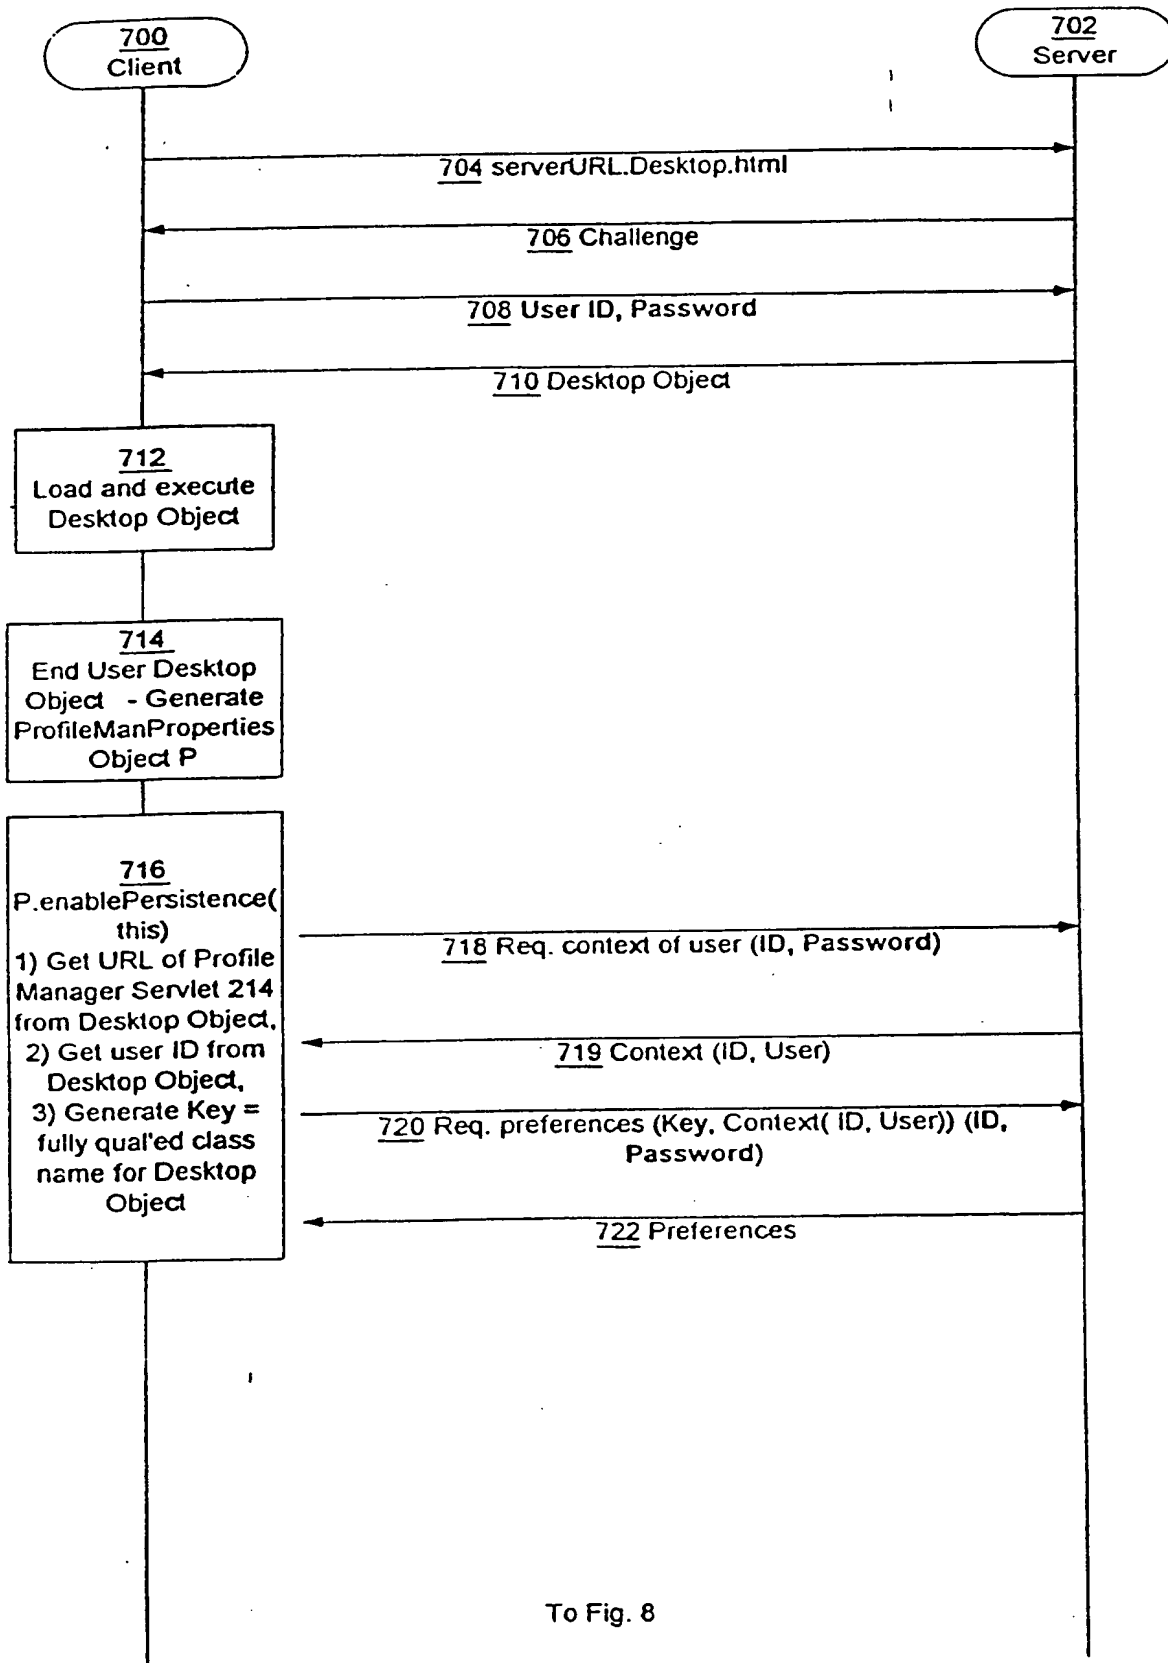 700
Client
702
Server
704 serverURL.Desktop.html
706 Challenge
708 User ID, Password
710 Desktop Object
712
Load and execute
Desktop Object
714
End User Desktop
Object - Generate
ProfileManProperties
Object P
716
P.enablePersistence(
this)
1) Get URL of Profile
Manager Servlet 214
from Desktop Object,
2) Get user ID from
Desktop Object,
3) Generate Key =
fully qual'ed class
name for Desktop
Object
718 Req. context of user (ID, Password)
719 Context (ID, User)
720 Req. preferences (Key, Context( ID, User)) (ID,
Password)
722 Preferences
To Fig. 8